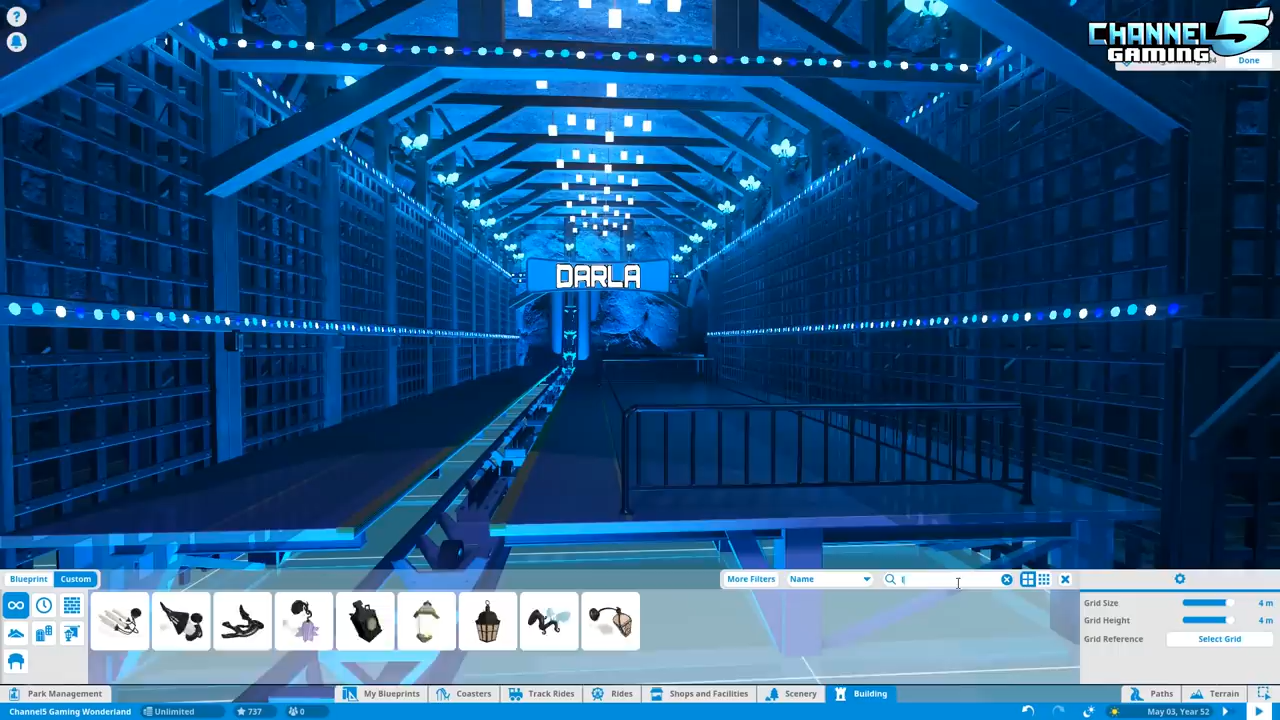 CHANNEL 5
GAMING
Done
DARLA
Blueprint
Custom
More Filters
Name
Grid Size
4 m
Grid Height
4 m
Grid Reference
Select Grid
Park Management
My Blueprints
Coasters
Track Rides
Rides
Shops and Facilities
Scenery
Building
Paths
Terrain
Channel5 Gaming Wonderland
Unlimited
737
0
May 03, Year 52